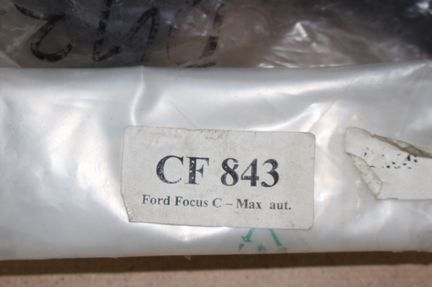 CF 843
Ford Focus C – Max aut.